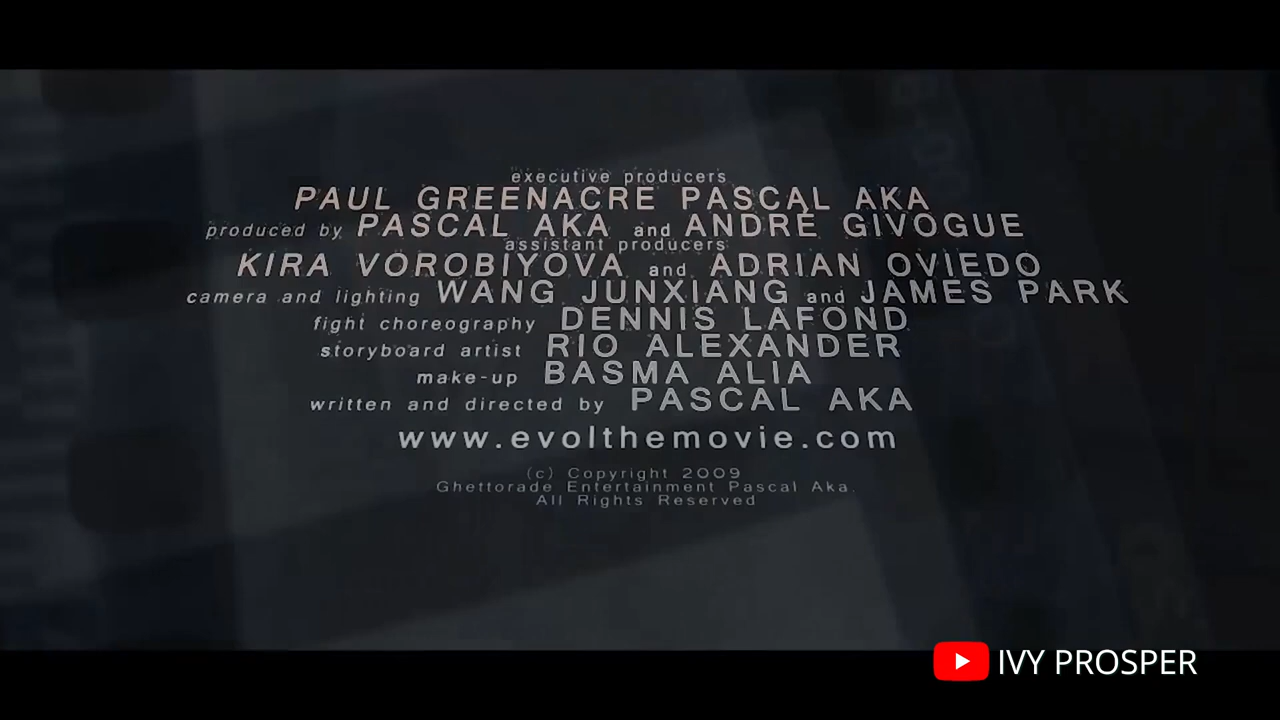 executive producers
PAUL GREENACRE PASCAL AKA
produced by PASCAL AKA and ANDRÉ GIVOGUE
assistant producers
KIRA VOROBIYOVA and ADRIAN OVIEDO
camera and lighting WANG JUNXIANG and JAMES PARK
fight choreography DENNIS LAFOND
storyboard artist RIO ALEXANDER
make-up BASMA ALIA
written and directed by PASCAL AKA
www.evolthemovie.com
(c) Copyright 2009
Ghettorade Entertainment Pascal Aka.
All Rights Reserved
IVY PROSPER